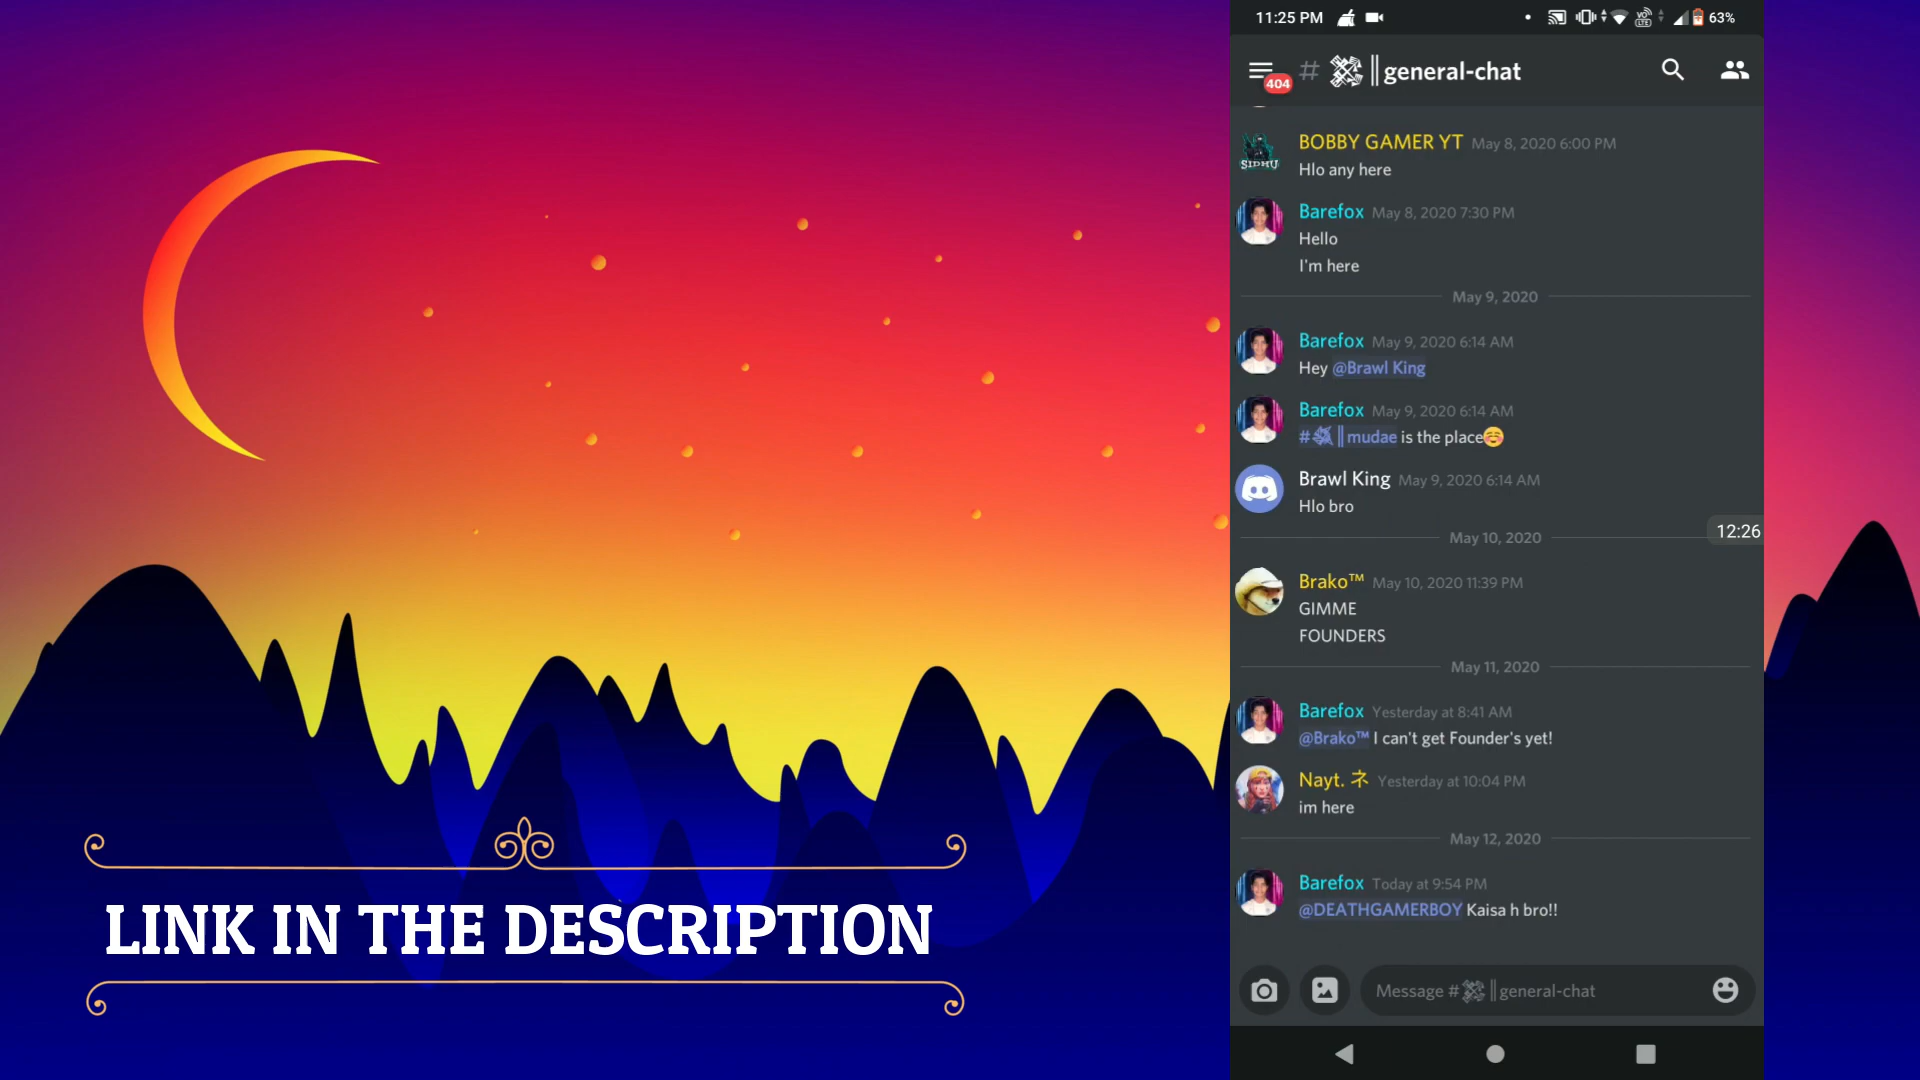 11:25 PM
VO
LTE
63%
404
# ||general-chat
SIDHU
BOBBY GAMER YT May 8, 2020 6:00 PM
Hlo any here
Barefox May 8, 2020 7:30 PM
Hello
I'm here
May 9, 2020
Barefox May 9, 2020 6:14 AM
Hey @Brawl King
Barefox May 9, 2020 6:14 AM
# ||mudae is the place☺️
Brawl King May 9, 2020 6:14 AM
Hlo bro
12:26
May 10, 2020
Brako™ May 10, 2020 11:39 PM
GIMME
FOUNDERS
May 11, 2020
Barefox Yesterday at 8:41 AM
@Brako™ I can't get Founder's yet!
Nayt. ネ Yesterday at 10:04 PM
im here
May 12, 2020
Barefox Today at 9:54 PM
@DEATHGAMERBOY Kaisa h bro!!
Message # ||general-chat
LINK IN THE DESCRIPTION